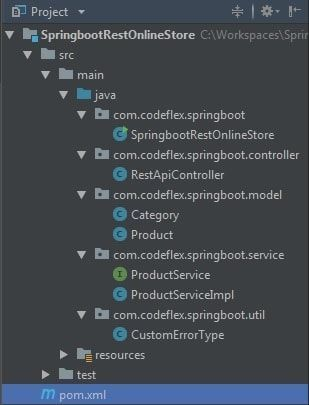 Project
SpringbootRestOnlineStore C:\Workspaces\Spri
src
main
java
com.codeflex.springboot
SpringbootRestOnlineStore
com.codeflex.springboot.controller
RestApiController
com.codeflex.springboot.model
Category
Product
com.codeflex.springboot.service
ProductService
ProductServiceImpl
com.codeflex.springboot.util
CustomErrorType
resources
test
pom.xml